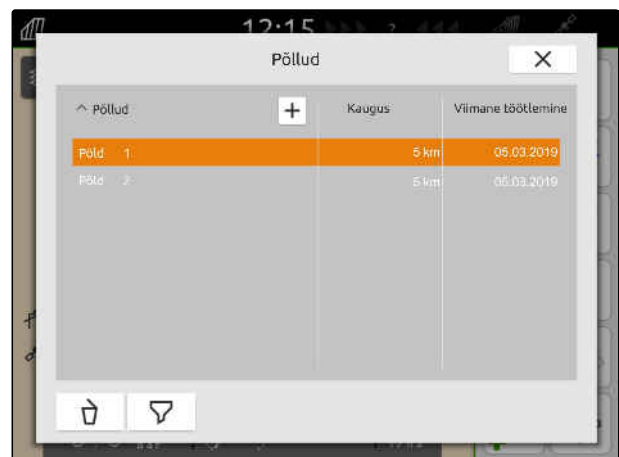 12:15
Põllud
Põllud + Kaugus Viimane töötlemine
Põld 1 5 km 05.03.2019
Põld 2 5 km 06.03.2019